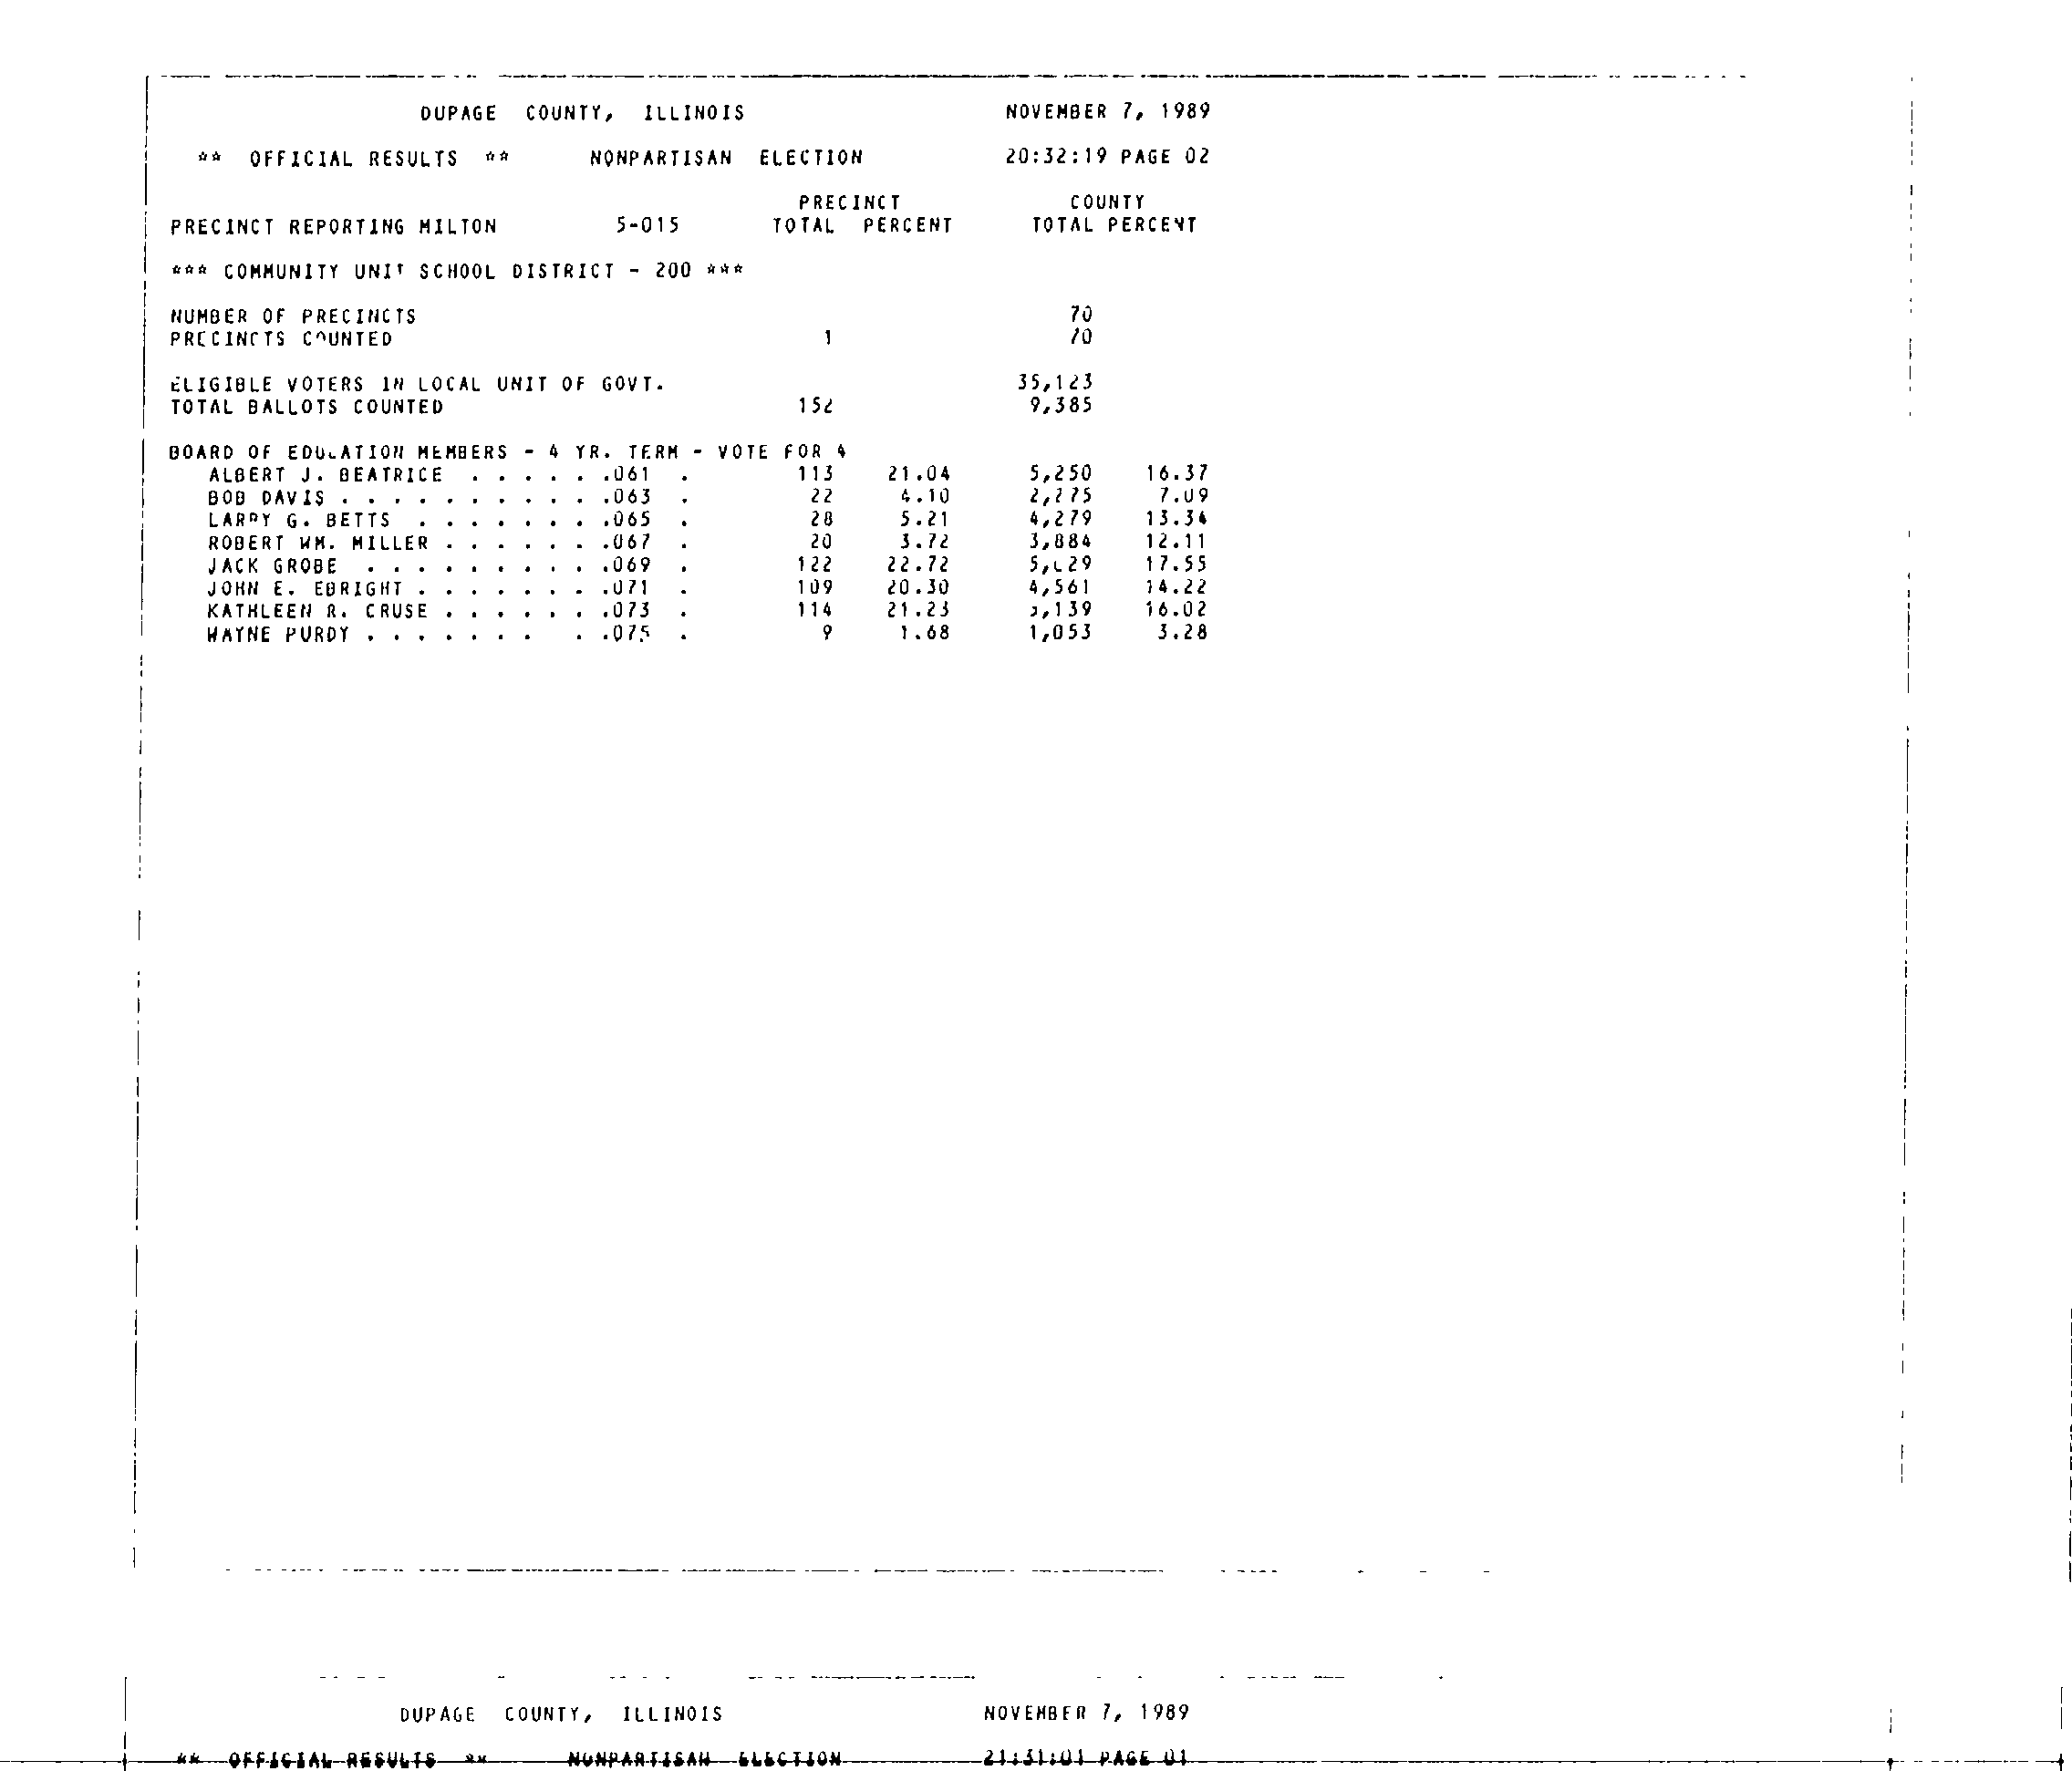 DUPAGE COUNTY, ILLINOIS NOVEMBER 7, 1989
** OFFICIAL RESULTS ** NONPARTISAN ELECTION 20:32:19 PAGE 02
PRECINCT COUNTY
PRECINCT REPORTING MILTON 5-015 TOTAL PERCENT TOTAL PERCENT
*** COMMUNITY UNIT SCHOOL DISTRICT - 200 ***
NUMBER OF PRECINCTS 70
PRECINCTS COUNTED 1 70
ELIGIBLE VOTERS IN LOCAL UNIT OF GOVT. 35,123
TOTAL BALLOTS COUNTED 152 9,385
BOARD OF EDUCATION MEMBERS - 4 YR. TERM - VOTE FOR 4
ALBERT J. BEATRICE . . . . . .061 . 113 21.04 5,250 16.37
BOB DAVIS . . . . . . . . . . .063 . 22 4.10 2,275 7.09
LARRY G. BETTS . . . . . . . .065 . 28 5.21 4,279 13.34
ROBERT WM. MILLER . . . . . . .067 . 20 3.72 3,884 12.11
JACK GROBE . . . . . . . . . .069 . 122 22.72 5,629 17.55
JOHN E. EBRIGHT . . . . . . . .071 . 109 20.30 4,561 14.22
KATHLEEN R. CRUSE . . . . . . .073 . 114 21.23 5,139 16.02
WAYNE PURDY . . . . . . . . .075 . 9 1.68 1,053 3.28
DUPAGE COUNTY, ILLINOIS NOVEMBER 7, 1989
** OFFICIAL RESULTS ** NONPARTISAN ELECTION 21:31:01 PAGE 01